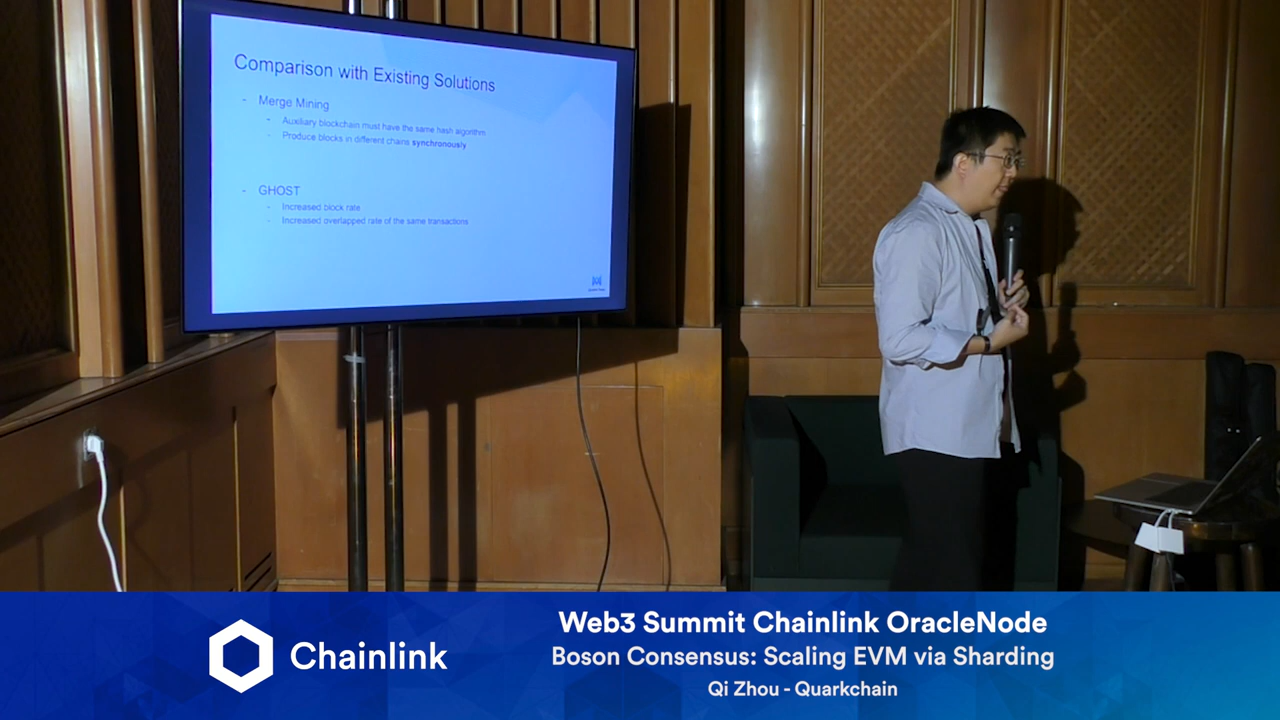 Comparison with Existing Solutions
- Merge Mining
- Auxiliary blockchain must have the same hash algorithm
- Produce blocks in different chains synchronously
- GHOST
- Increased block rate
- Increased overlapped rate of the same transactions
Chainlink
Web3 Summit Chainlink OracleNode
Boson Consensus: Scaling EVM via Sharding
Qi Zhou - Quarkchain